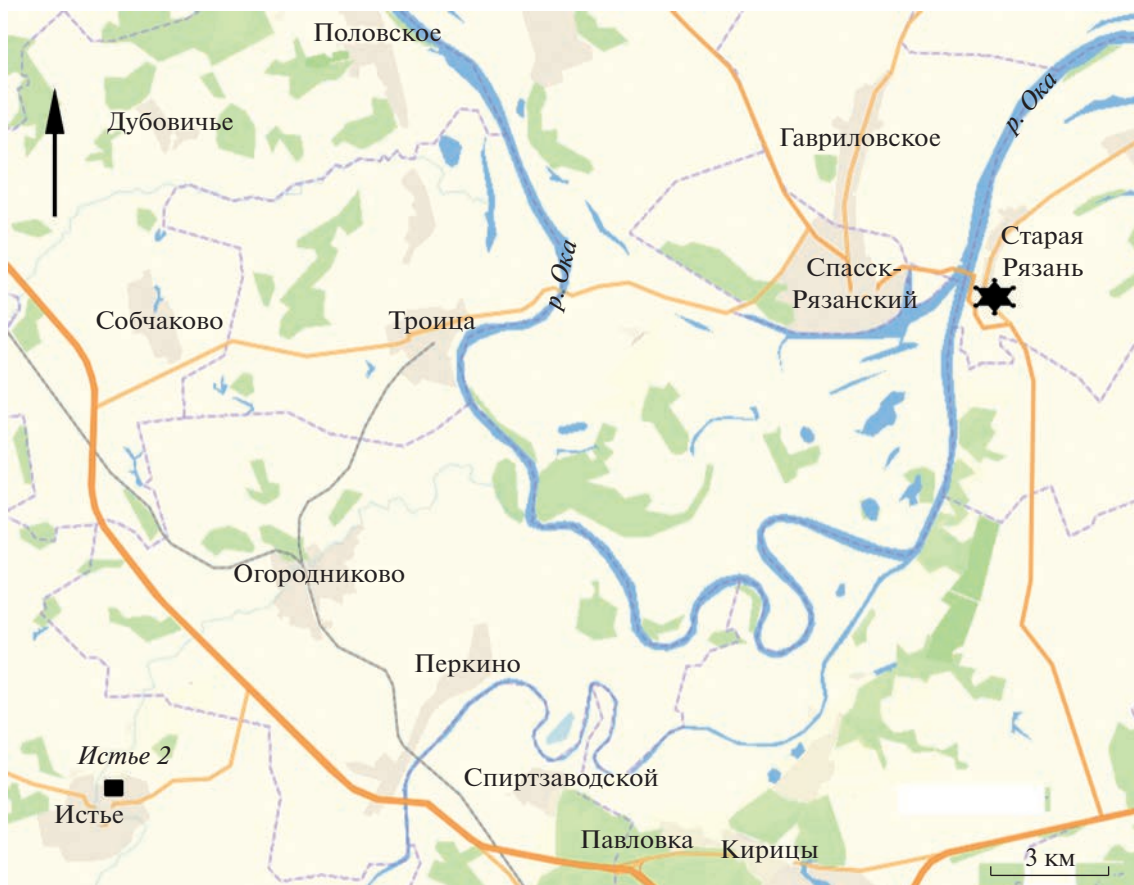 Половское
Дубовичье
р. Ока
Гавриловское
Старая
Рязань
р. Ока
Спасск-
Рязанский
Собчаково
Троица
Огородниково
Перкино
Истье 2
Спиртзаводской
Истье
Павловка
Кирицы
3 км